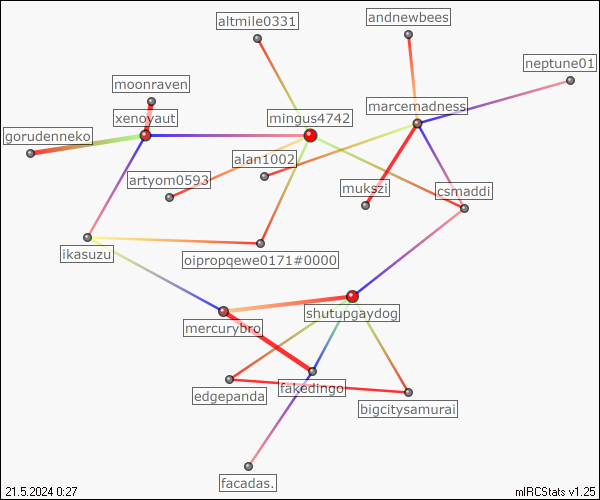 altmile0331
andnewbees
neptune01
moonraven
marcemadness
xenoyaut
mingus4742
gorudenneko
alan1002
artyom0593
mukszi
csmaddi
ikasuzu
oipropqewe0171#0000
shutupgaydog
mercurybro
fakedingo
edgepanda
bigcitysamurai
facadas.
21.5.2024 0:27
mIRCStats v1.25